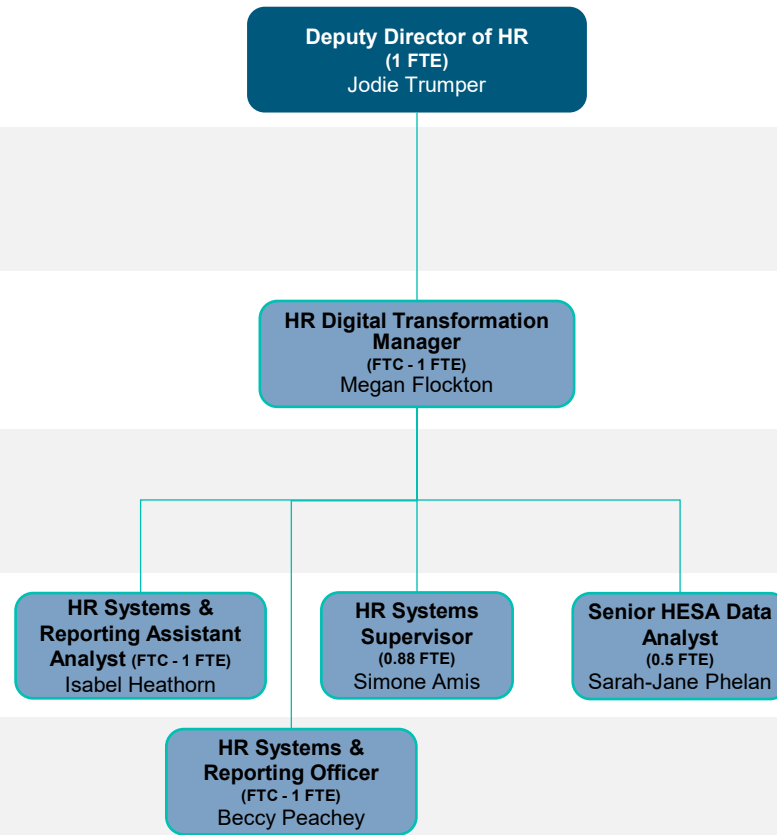 Deputy Director of HR
(1 FTE)
Jodie Trumper
HR Digital Transformation
Manager
(FTC - 1 FTE)
Megan Flockton
HR Systems &
Reporting Assistant
Analyst (FTC - 1 FTE)
Isabel Heathorn
HR Systems
Supervisor
(0.88 FTE)
Simone Amis
Senior HESA Data
Analyst
(0.5 FTE)
Sarah-Jane Phelan
HR Systems &
Reporting Officer
(FTC - 1 FTE)
Beccy Peachey